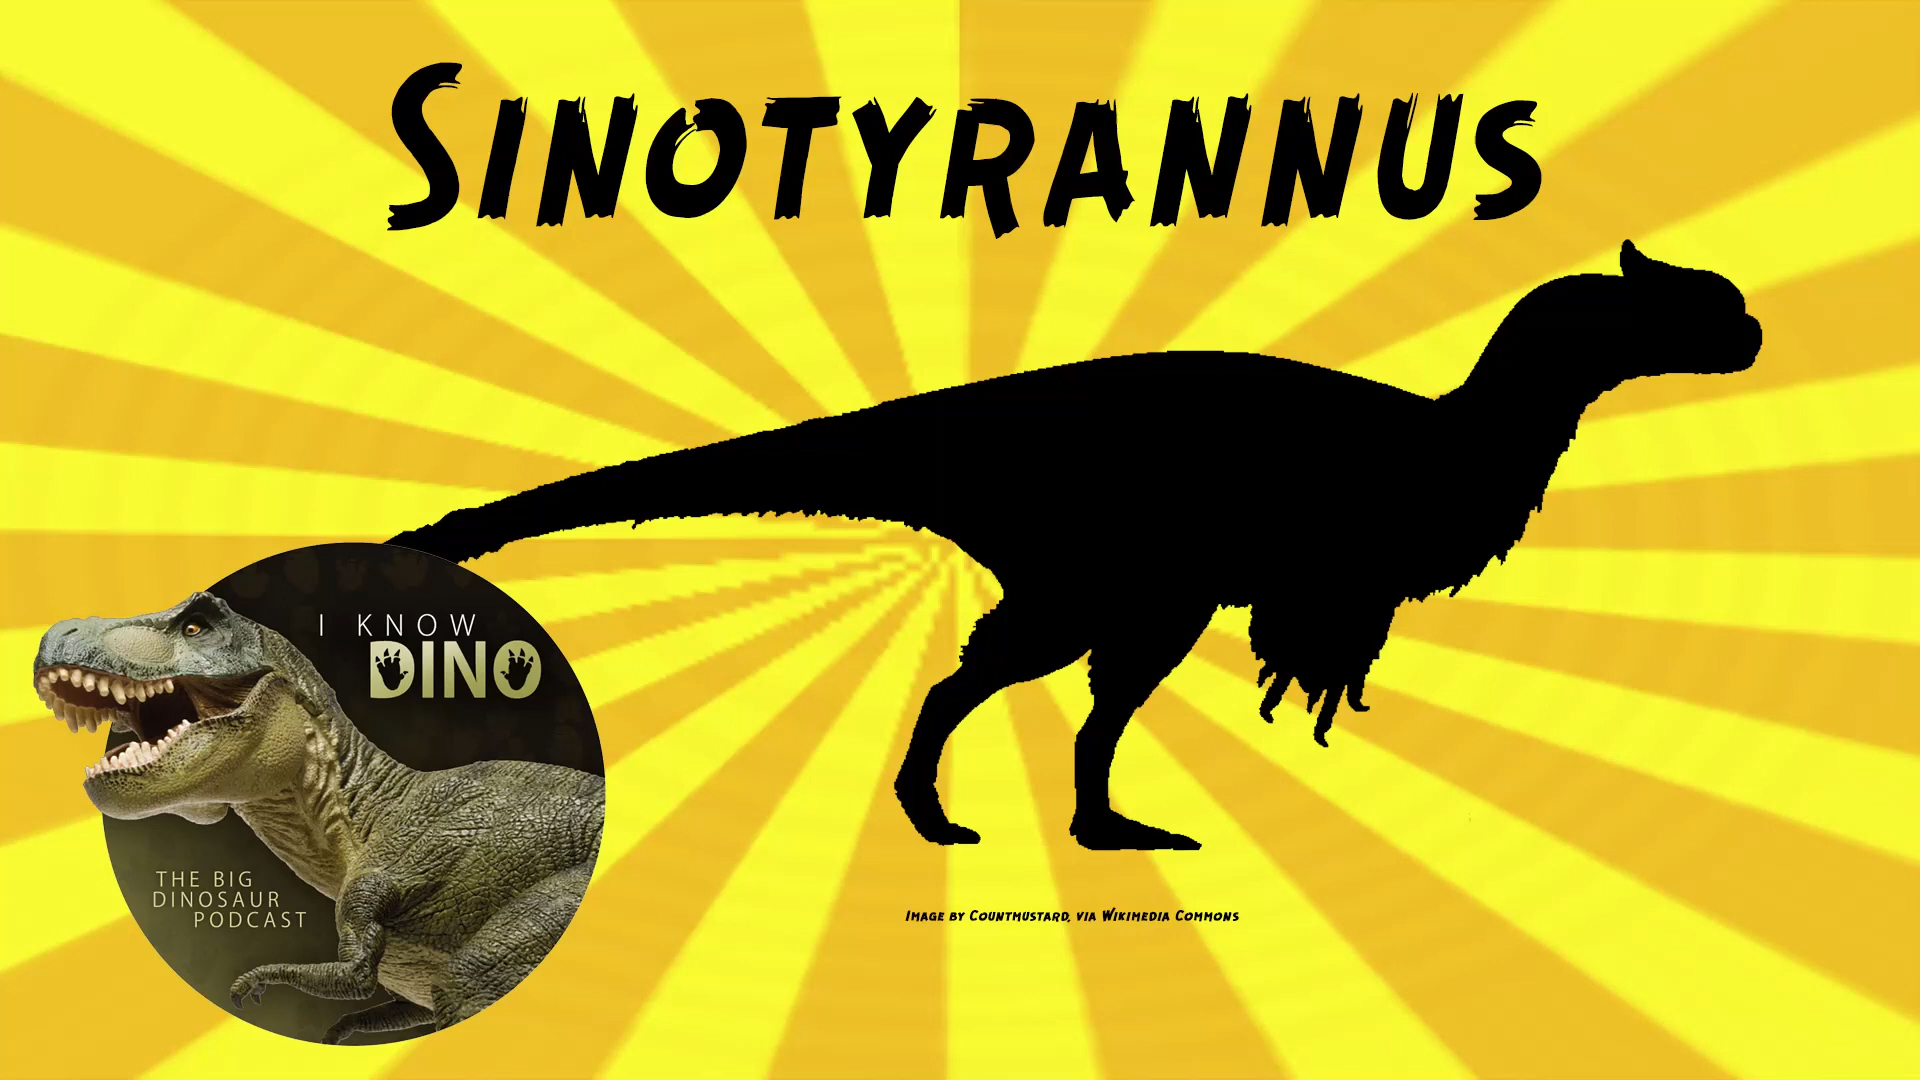 Sinotyrannus
I KNOW
DINO
THE BIG
DINOSAUR
PODCAST
Image by Countmustard, via Wikimedia Commons